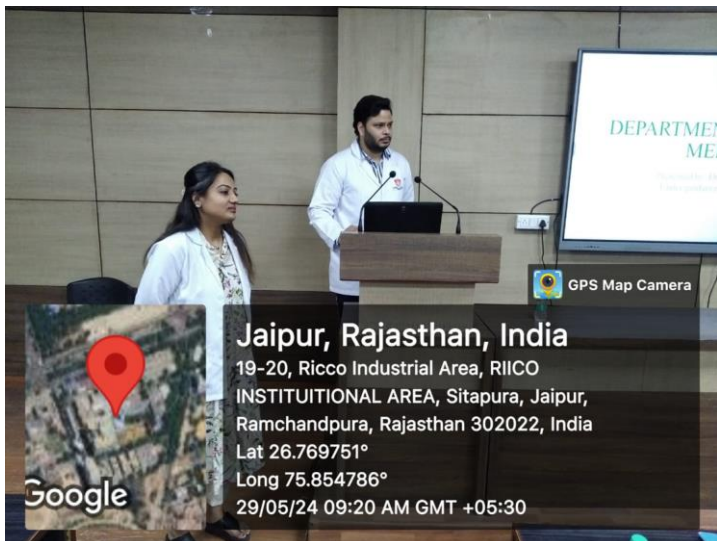 DEPARTMEN
ME
GPS Map Camera
Jaipur, Rajasthan, India
19-20, Ricco Industrial Area, RIICO
INSTITUITIONAL AREA, Sitapura, Jaipur,
Ramchandpura, Rajasthan 302022, India
Lat 26.769751°
Long 75.854786°
29/05/24 09:20 AM GMT +05:30
Google